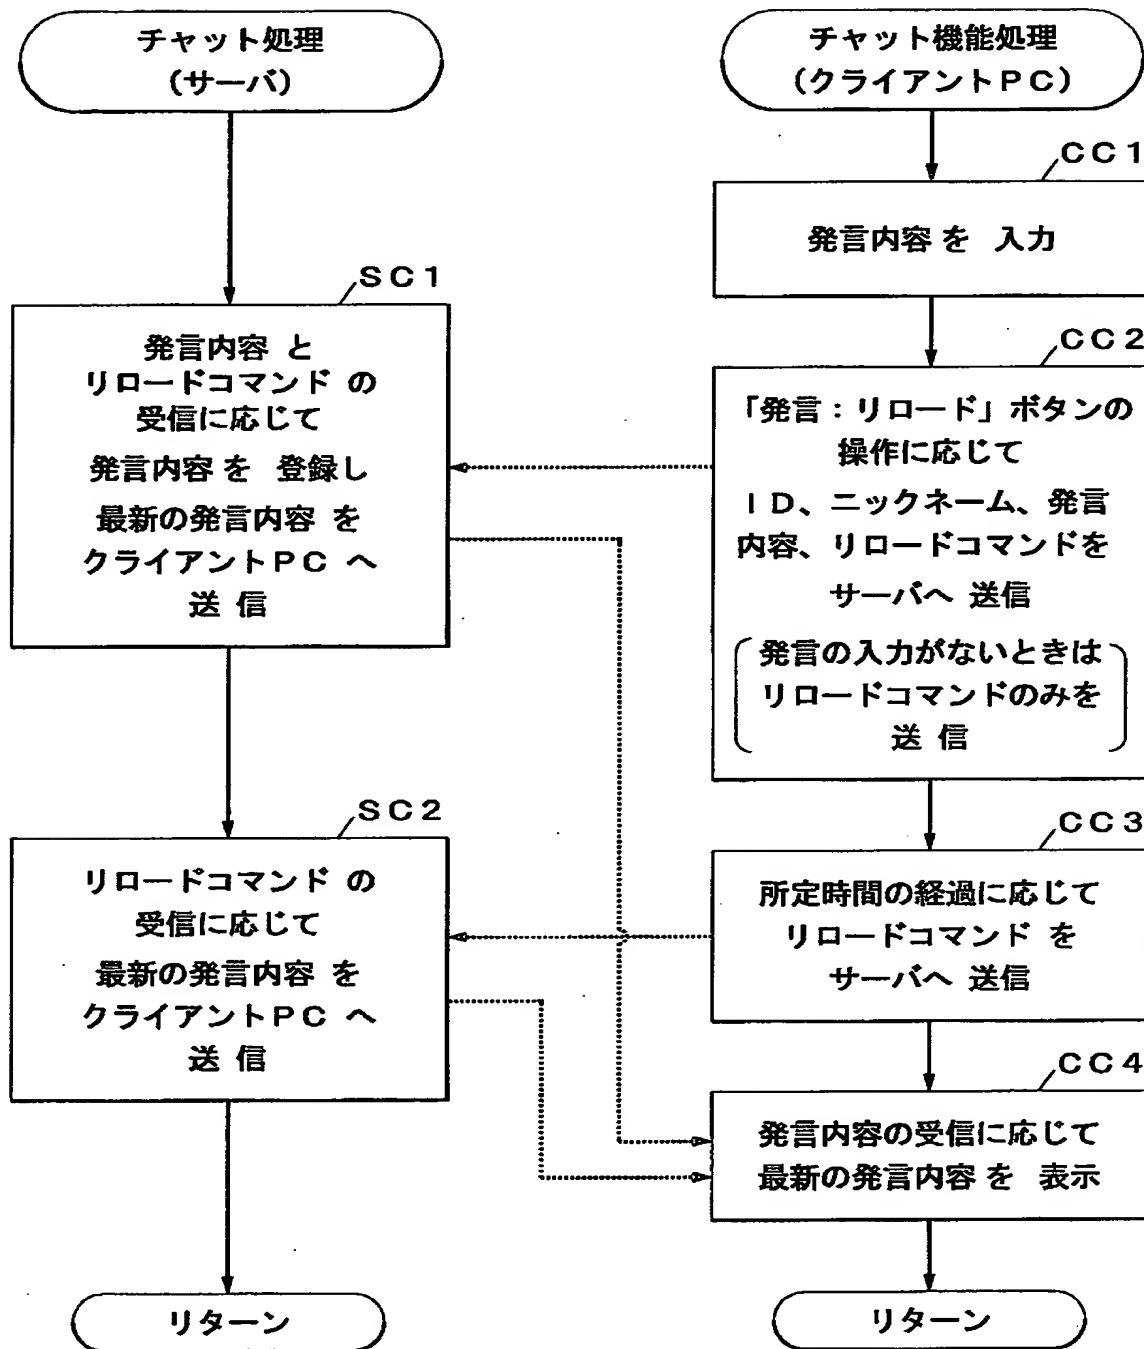 チャット処理
(サーバ)
SC1
発言内容 と
リロードコマンド の
受信に応じて
発言内容 を 登録し
最新の発言内容 を
クライアントPC へ
送 信
SC2
リロードコマンド の
受信に応じて
最新の発言内容 を
クライアントPC へ
送 信
リターン
チャット機能処理
(クライアントPC)
CC1
発言内容 を 入力
CC2
「発言:リロード」ボタンの
操作に応じて
ID、ニックネーム、発言
内容、リロードコマンドを
サーバへ 送信
発言の入力がないときは
リロードコマンドのみを
送 信
CC3
所定時間の経過に応じて
リロードコマンド を
サーバへ 送信
CC4
発言内容の受信に応じて
最新の発言内容 を 表示
リターン